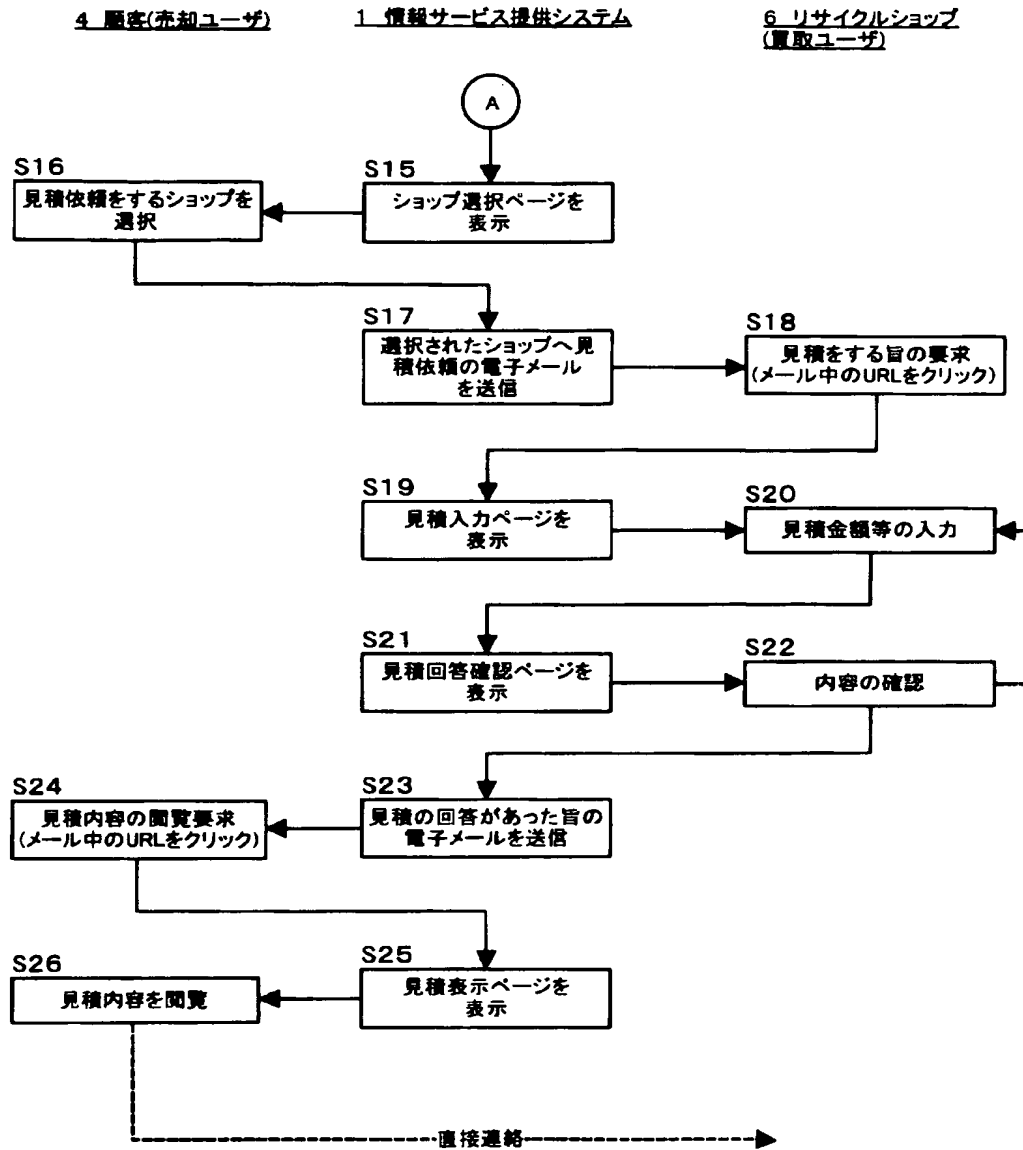 4 顧客(売却ユーザ)
1 情報サービス提供システム
6 リサイクルショップ
(買取ユーザ)
A
S16
見積依頼をするショップを
選択
S15
ショップ選択ページを
表示
S17
選択されたショップへ見
積依頼の電子メール
を送信
S18
見積をする旨の要求
(メール中のURLをクリック)
S19
見積入力ページを
表示
S20
見積金額等の入力
S21
見積回答確認ページを
表示
S22
内容の確認
S24
見積内容の閲覧要求
(メール中のURLをクリック)
S23
見積の回答があった旨の
電子メールを送信
S26
見積内容を閲覧
S25
見積表示ページを
表示
直接連絡